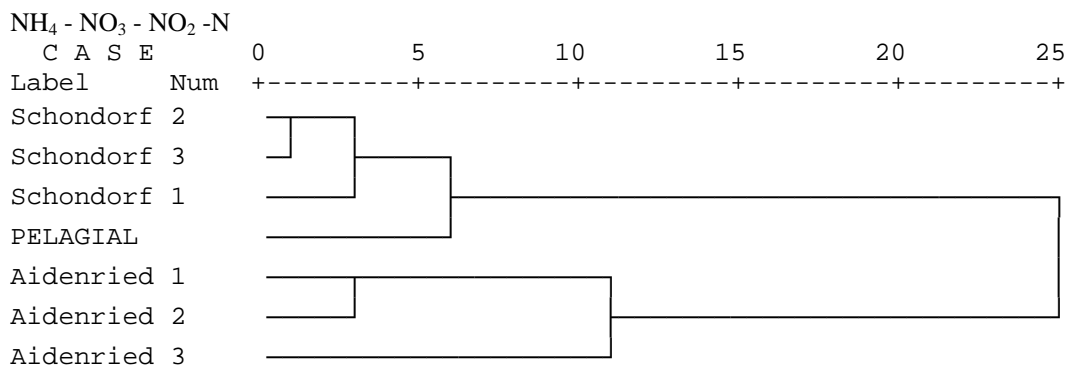 NH₄ - NO₃ - NO₂ -N
C A S E 0 5 10 15 20 25
Label Num +---------+---------+---------+---------+---------+
Schondorf 2
Schondorf 3
Schondorf 1
PELAGIAL
Aidenried 1
Aidenried 2
Aidenried 3